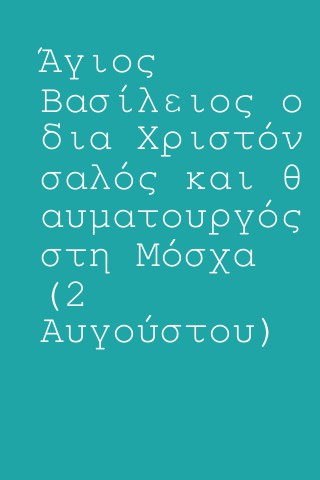 Άγιος
Βασίλειος ο
δια Χριστόν
σαλός και θ
αυματουργός
στη Μόσχα
(2
Αυγούστου)